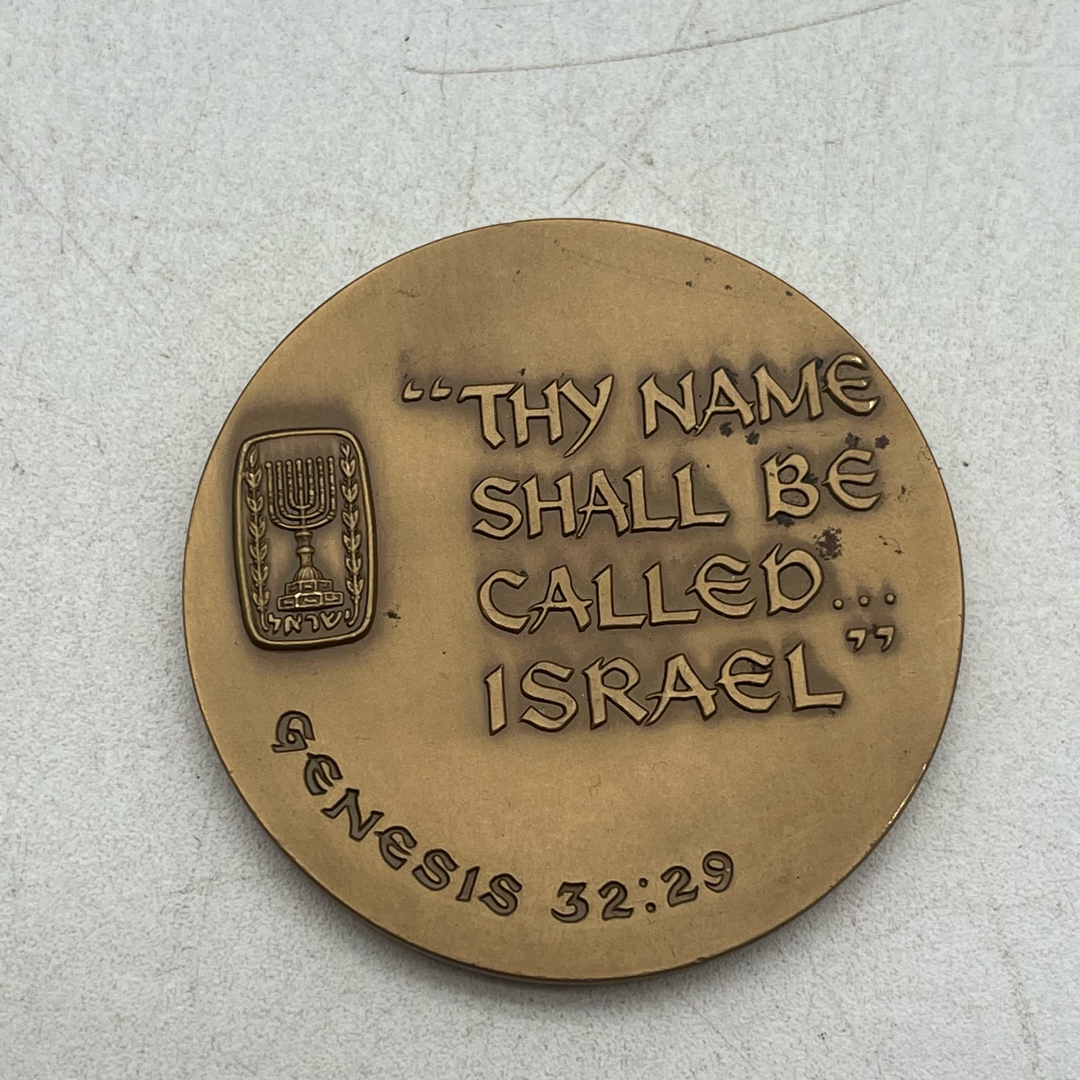 “THY NAME
SHALL BE
CALLED...
ISRAEL”
ישראל
GENESIS 32:29